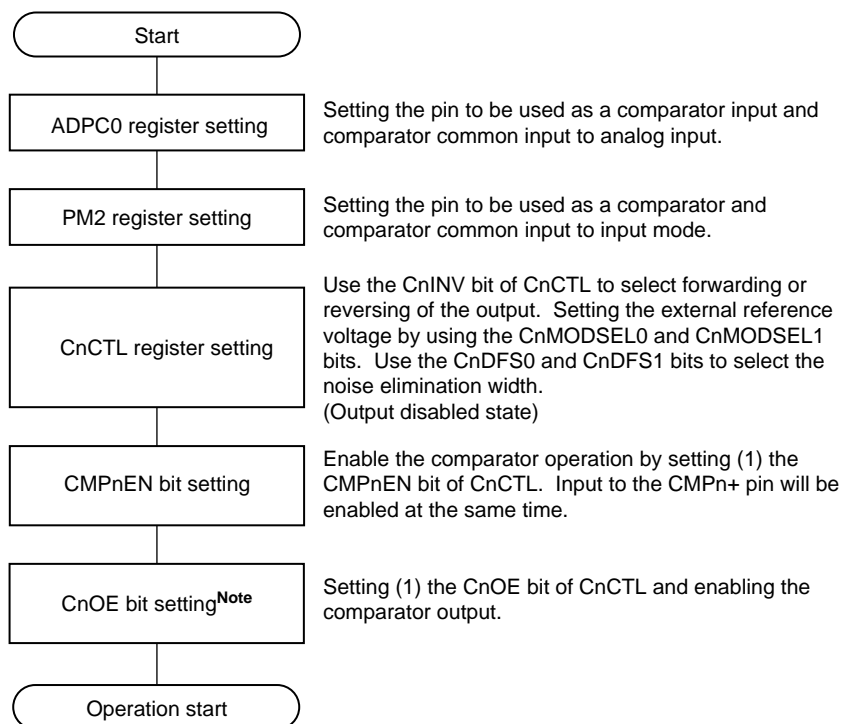 Start
ADPC0 register setting
Setting the pin to be used as a comparator input and
comparator common input to analog input.
PM2 register setting
Setting the pin to be used as a comparator and
comparator common input to input mode.
CnCTL register setting
Use the CnINV bit of CnCTL to select forwarding or
reversing of the output. Setting the external reference
voltage by using the CnMODSEL0 and CnMODSEL1
bits. Use the CnDFS0 and CnDFS1 bits to select the
noise elimination width.
(Output disabled state)
CMPnEN bit setting
Enable the comparator operation by setting (1) the
CMPnEN bit of CnCTL. Input to the CMPn+ pin will be
enabled at the same time.
CnOE bit settingNote
Setting (1) the CnOE bit of CnCTL and enabling the
comparator output.
Operation start